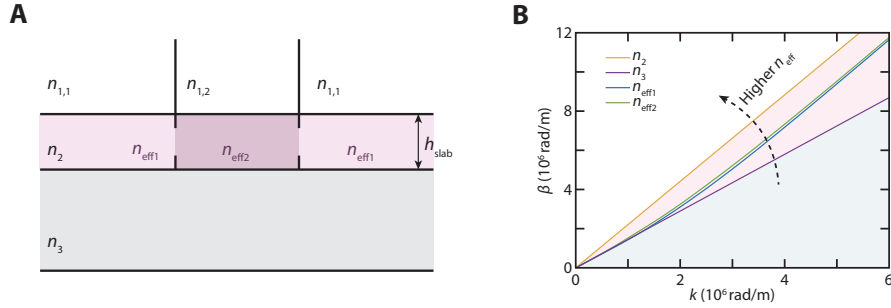 A
n1,1
n1,2
n1,1
n2
neff1
neff2
neff1
hslab
n3
B
12
8
4
0
β (10⁶ rad/m)
n2
n3
neff1
neff2
Higher neff
0
2
4
6
k (10⁶ rad/m)